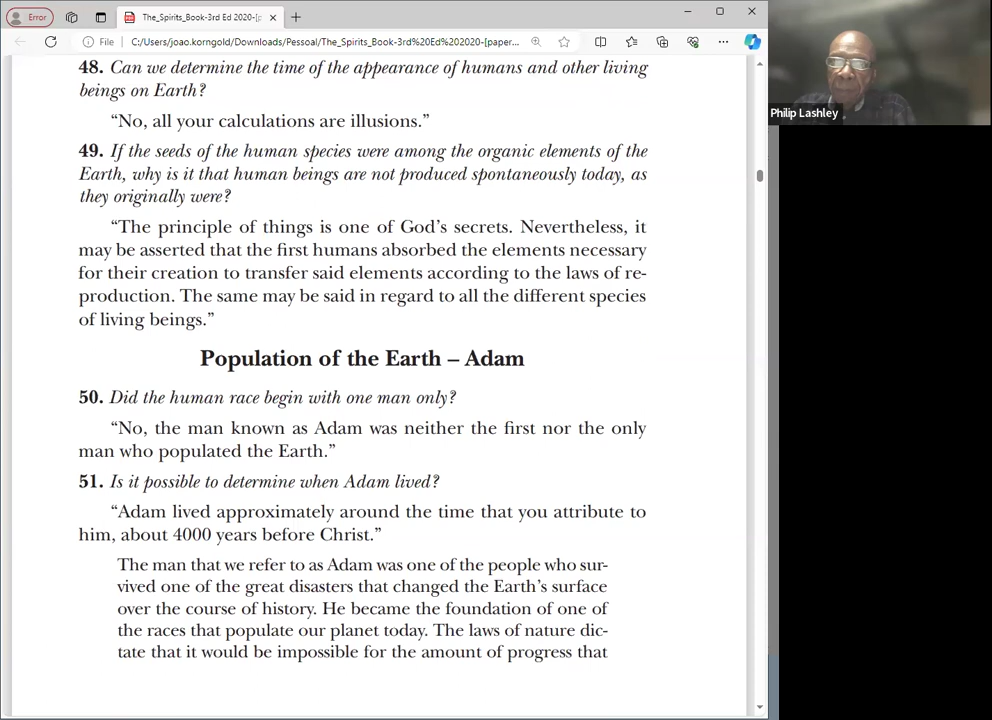 Error
The_Spirits_Book-3rd Ed 2020-[p
File
C:/Users/joao.korngold/Downloads/Pessoal/The_Spirits_Book-3rd%20Ed%202020-[paper...
48. Can we determine the time of the appearance of humans and other living
beings on Earth?
“No, all your calculations are illusions.”
49. If the seeds of the human species were among the organic elements of the
Earth, why is it that human beings are not produced spontaneously today, as
they originally were?
“The principle of things is one of God’s secrets. Nevertheless, it
may be asserted that the first humans absorbed the elements necessary
for their creation to transfer said elements according to the laws of re-
production. The same may be said in regard to all the different species
of living beings.”
Population of the Earth – Adam
50. Did the human race begin with one man only?
“No, the man known as Adam was neither the first nor the only
man who populated the Earth.”
51. Is it possible to determine when Adam lived?
“Adam lived approximately around the time that you attribute to
him, about 4000 years before Christ.”
The man that we refer to as Adam was one of the people who sur-
vived one of the great disasters that changed the Earth’s surface
over the course of history. He became the foundation of one of
the races that populate our planet today. The laws of nature dic-
tate that it would be impossible for the amount of progress that
Philip Lashley